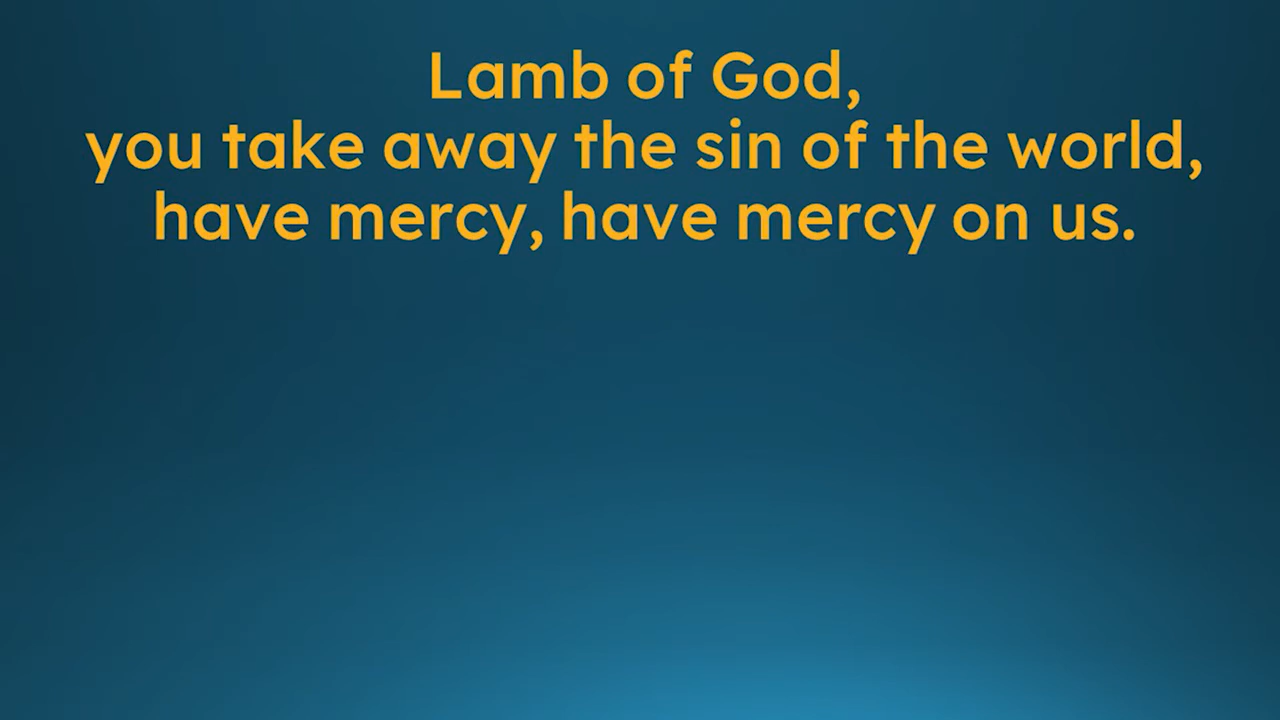 Lamb of God,
you take away the sin of the world,
have mercy, have mercy on us.